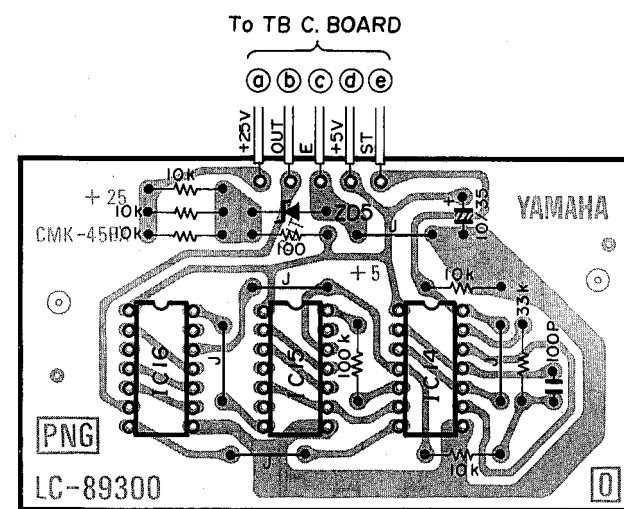 To TB C. BOARD
a b c d e
+25V OUT E +5V ST
10k
+25
10k
ZD5
+
10/35
YAMAHA
CMK-45
10k
100
J
+5
10k
J
33k
100P
IC16
J
IC15
100k
IC14
J
PNG
J
10k
LC-89300
0